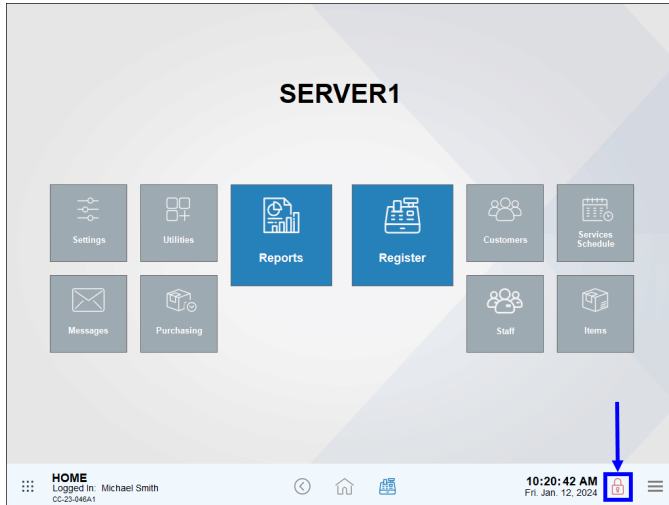 SERVER1
Settings
Utilities
Reports
Register
Customers
Services
Schedule
Messages
Purchasing
Staff
Items
HOME
Logged In: Michael Smith
CC-23-046A1
10:20:42 AM
Fri. Jan. 12, 2024